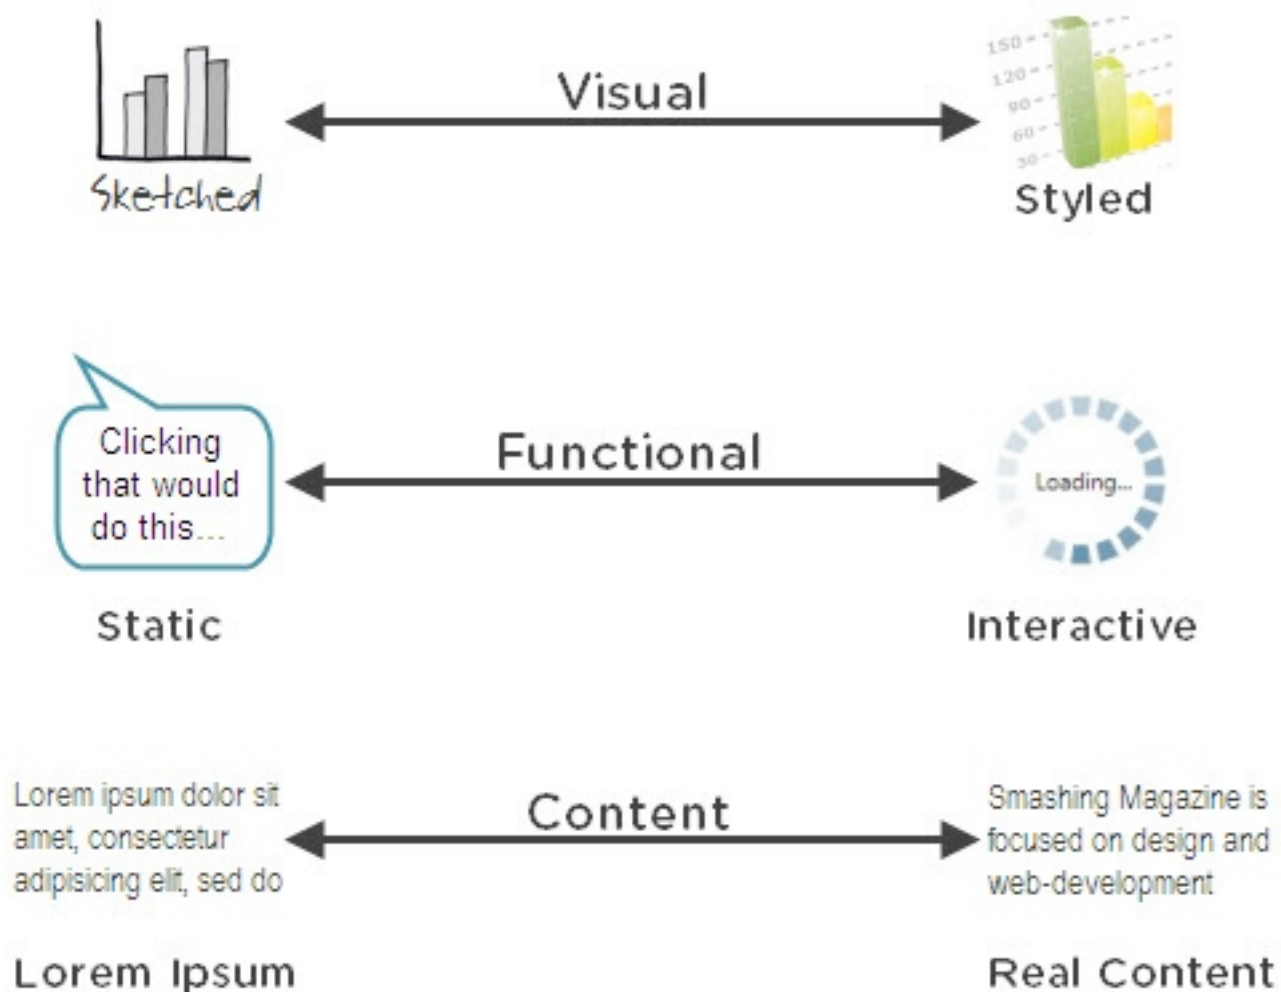 Visual
150
120
90
60
30
Sketched
Styled
Clicking
that would
do this...
Functional
Loading...
Static
Interactive
Lorem ipsum dolor sit
amet, consectetur
adipisicing elit, sed do
Content
Smashing Magazine is
focused on design and
web-development
Lorem Ipsum
Real Content